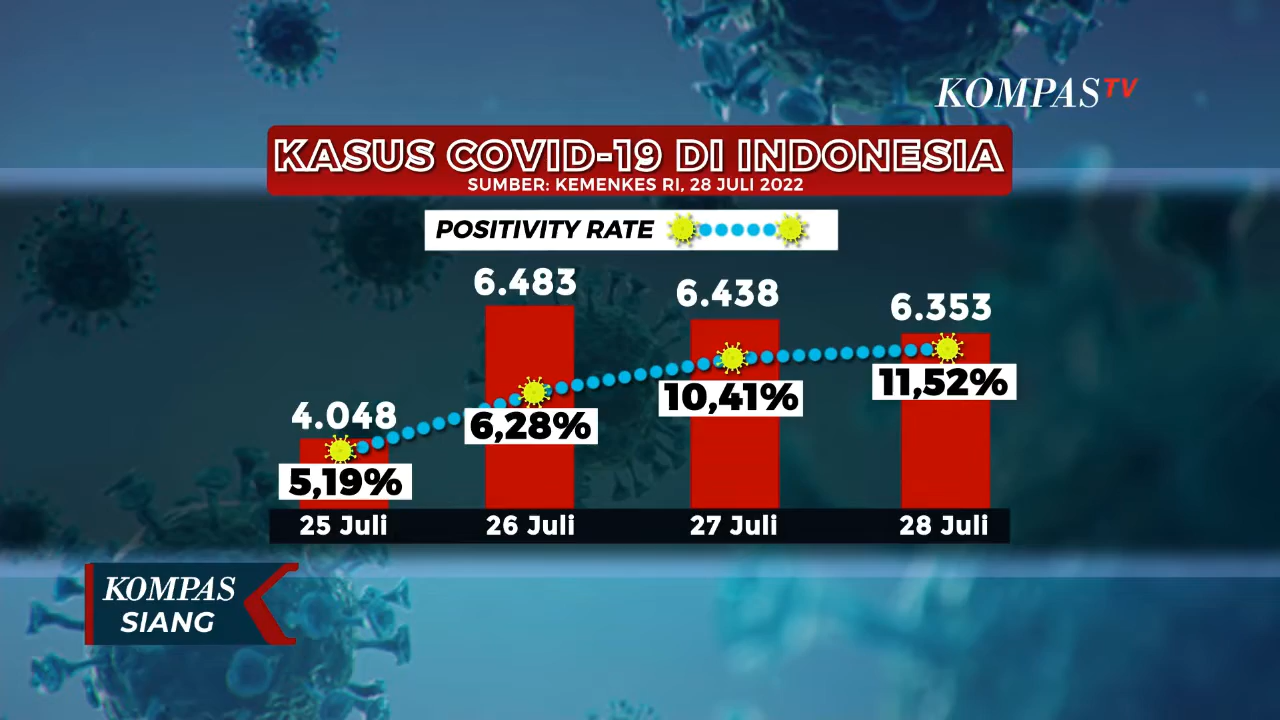 KOMPASTV
KASUS COVID-19 DI INDONESIA
SUMBER: KEMENKES RI, 28 JULI 2022
POSITIVITY RATE
4.048
6.483
6.438
6.353
5,19%
6,28%
10,41%
11,52%
25 Juli
26 Juli
27 Juli
28 Juli
KOMPAS
SIANG